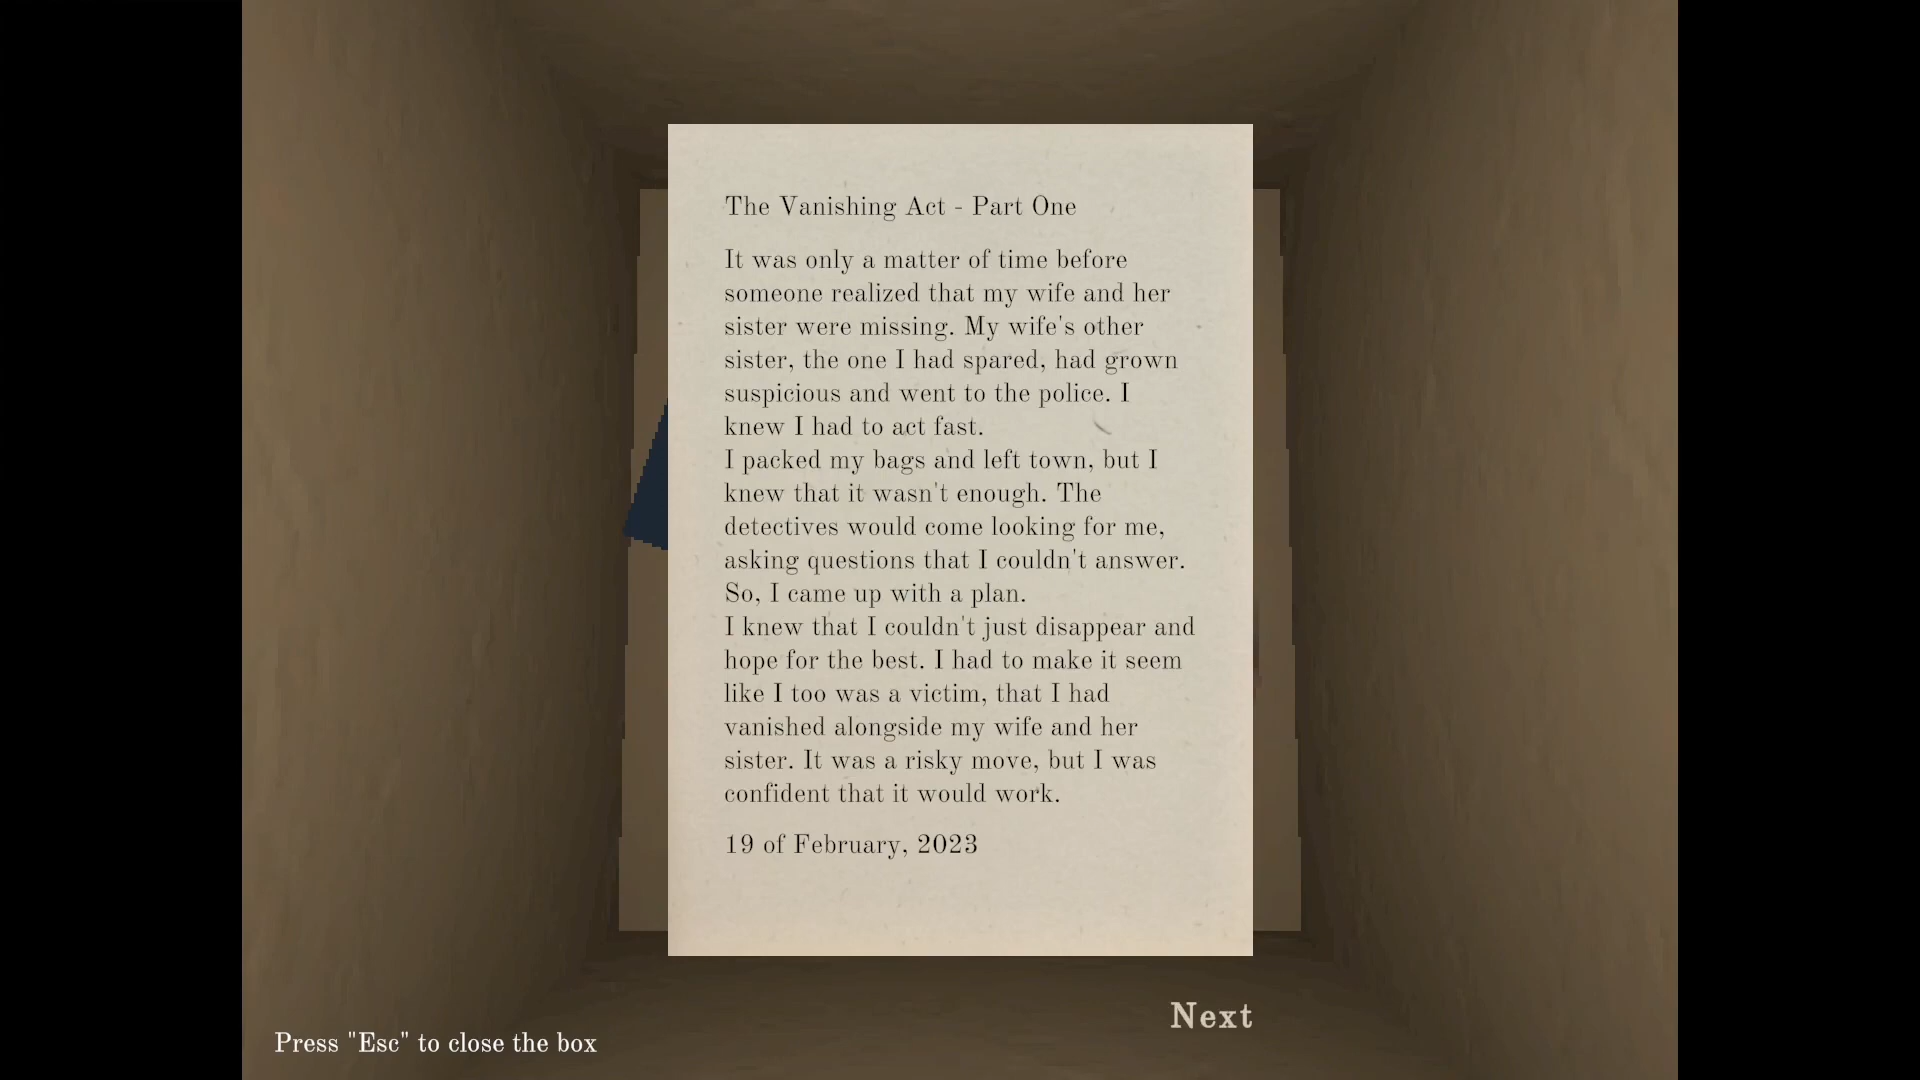 The Vanishing Act - Part One
It was only a matter of time before
someone realized that my wife and her
sister were missing. My wife's other
sister, the one I had spared, had grown
suspicious and went to the police. I
knew I had to act fast.
I packed my bags and left town, but I
knew that it wasn't enough. The
detectives would come looking for me,
asking questions that I couldn't answer.
So, I came up with a plan.
I knew that I couldn't just disappear and
hope for the best. I had to make it seem
like I too was a victim, that I had
vanished alongside my wife and her
sister. It was a risky move, but I was
confident that it would work.
19 of February, 2023
Next
Press "Esc" to close the box